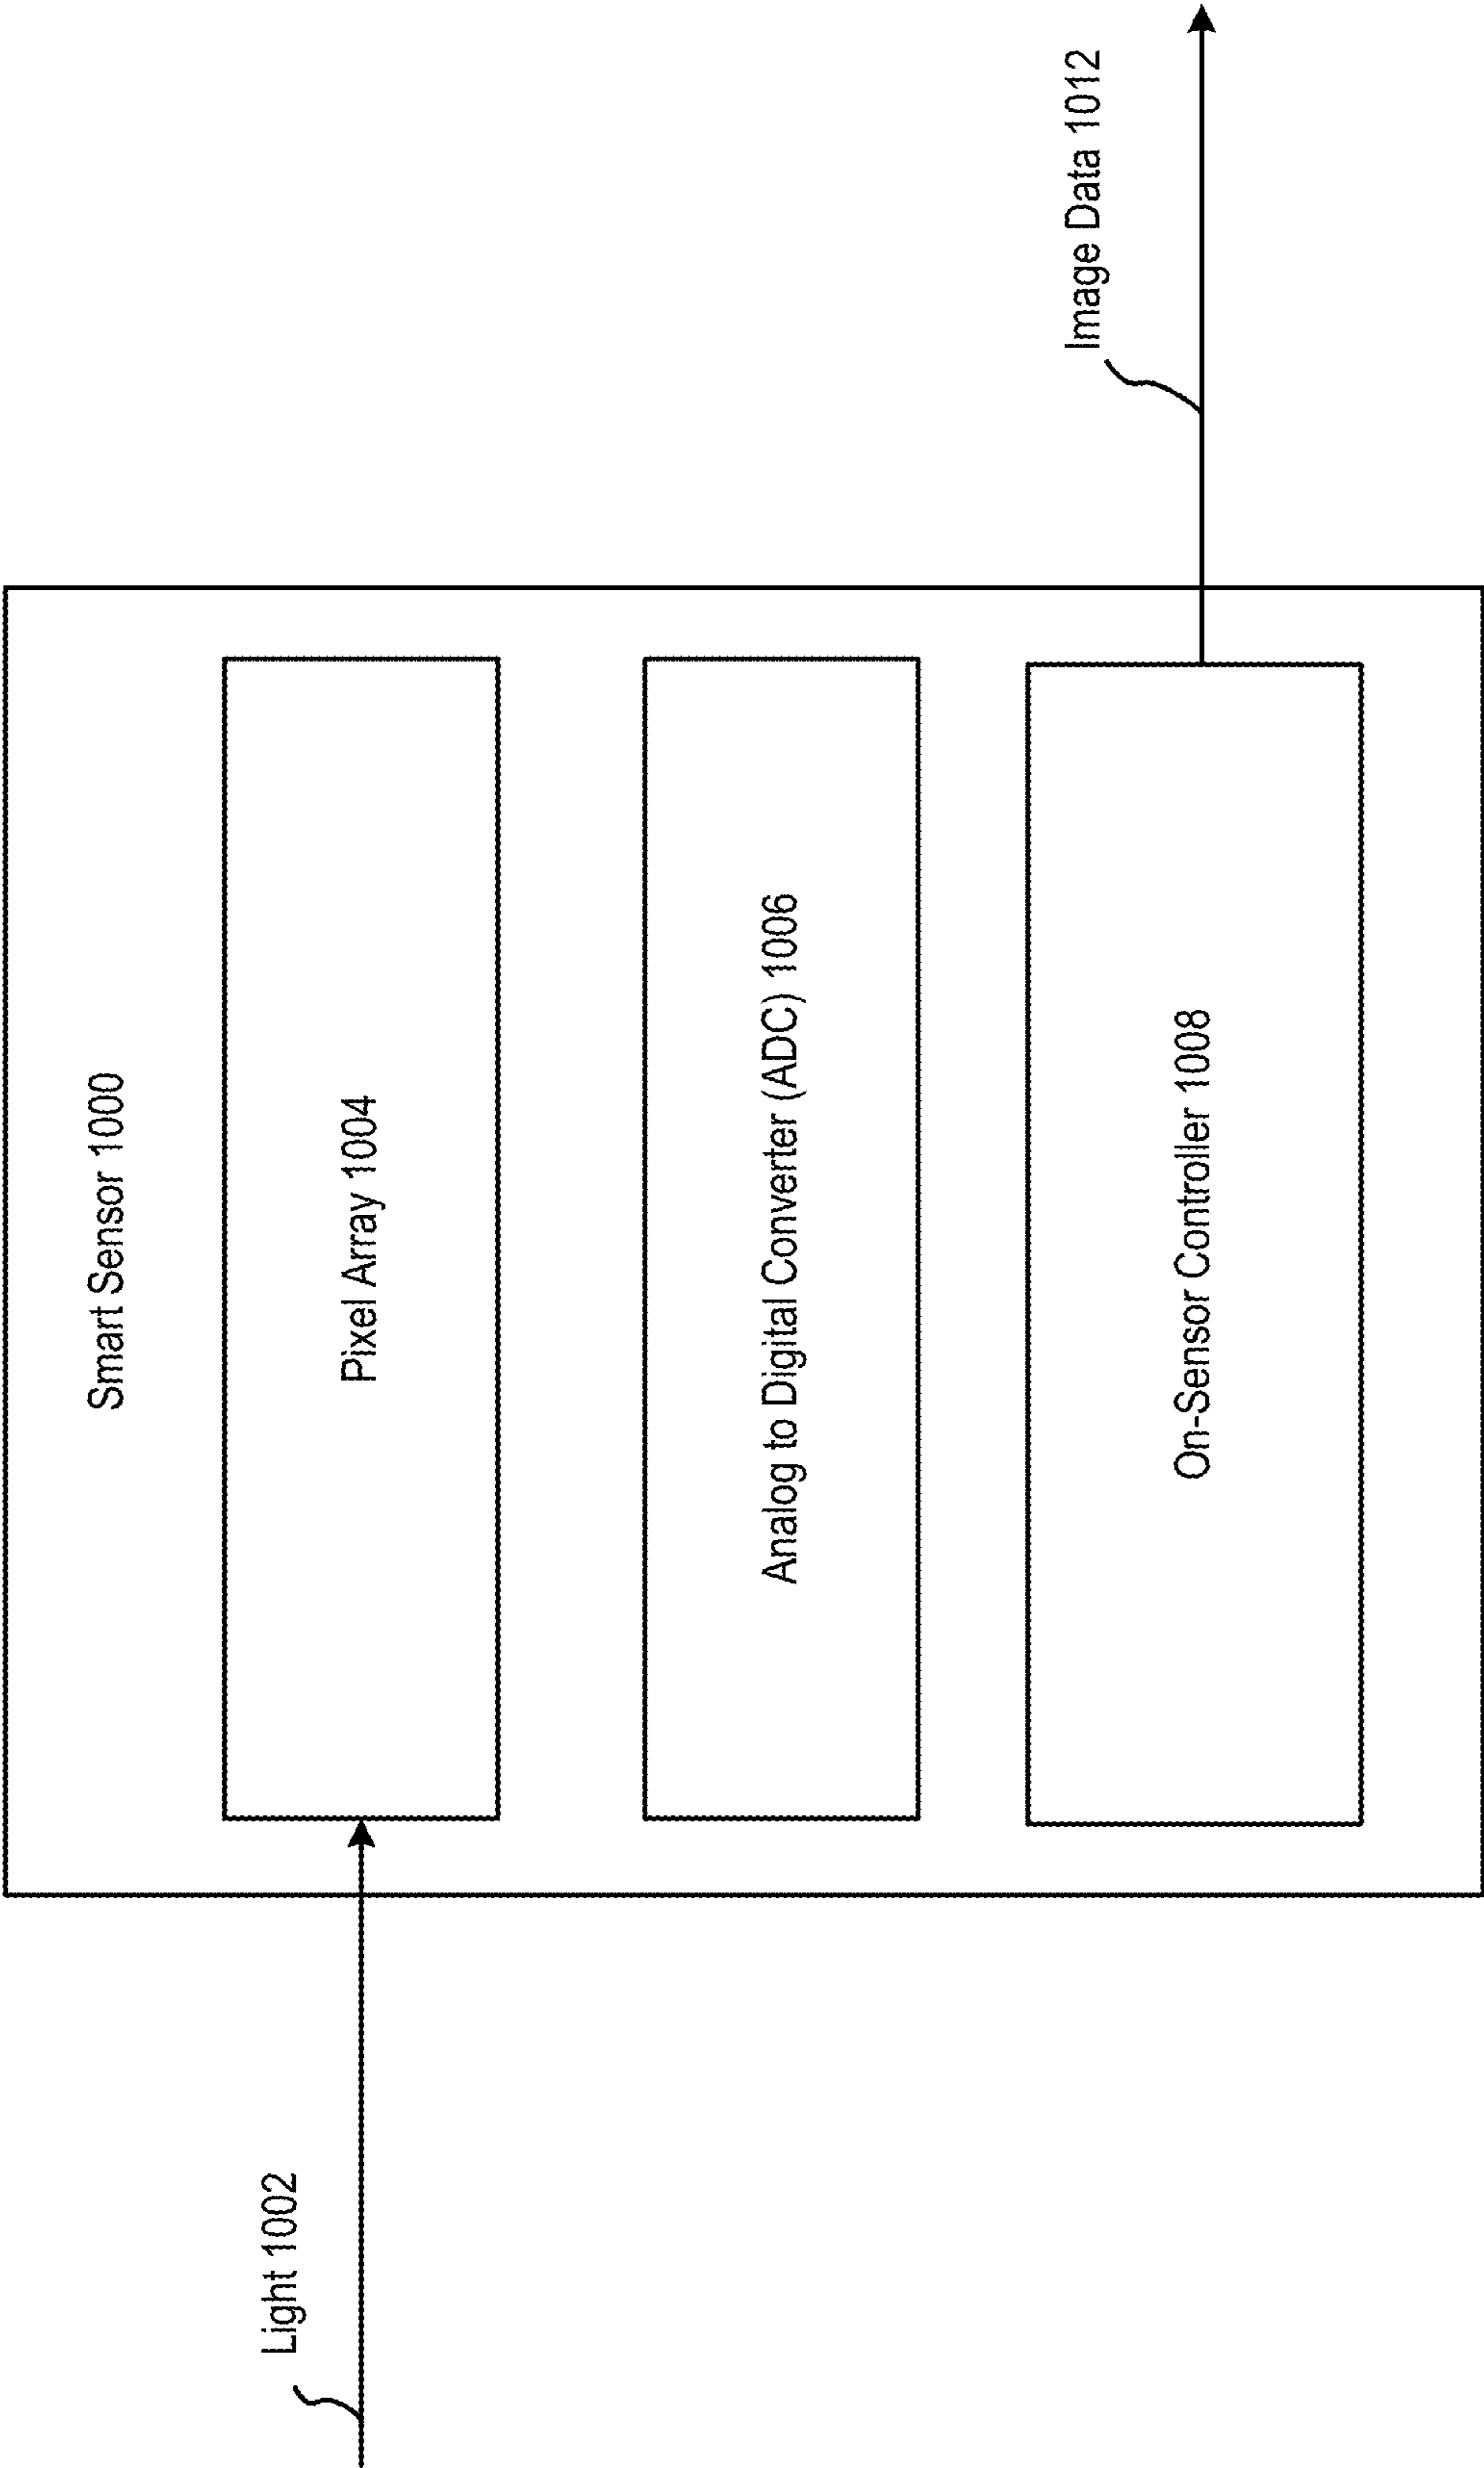 Smart Sensor 1000
Light 1002
Pixel Array 1004
Analog to Digital Converter (ADC) 1006
Image Data 1012
On-Sensor Controller 1008